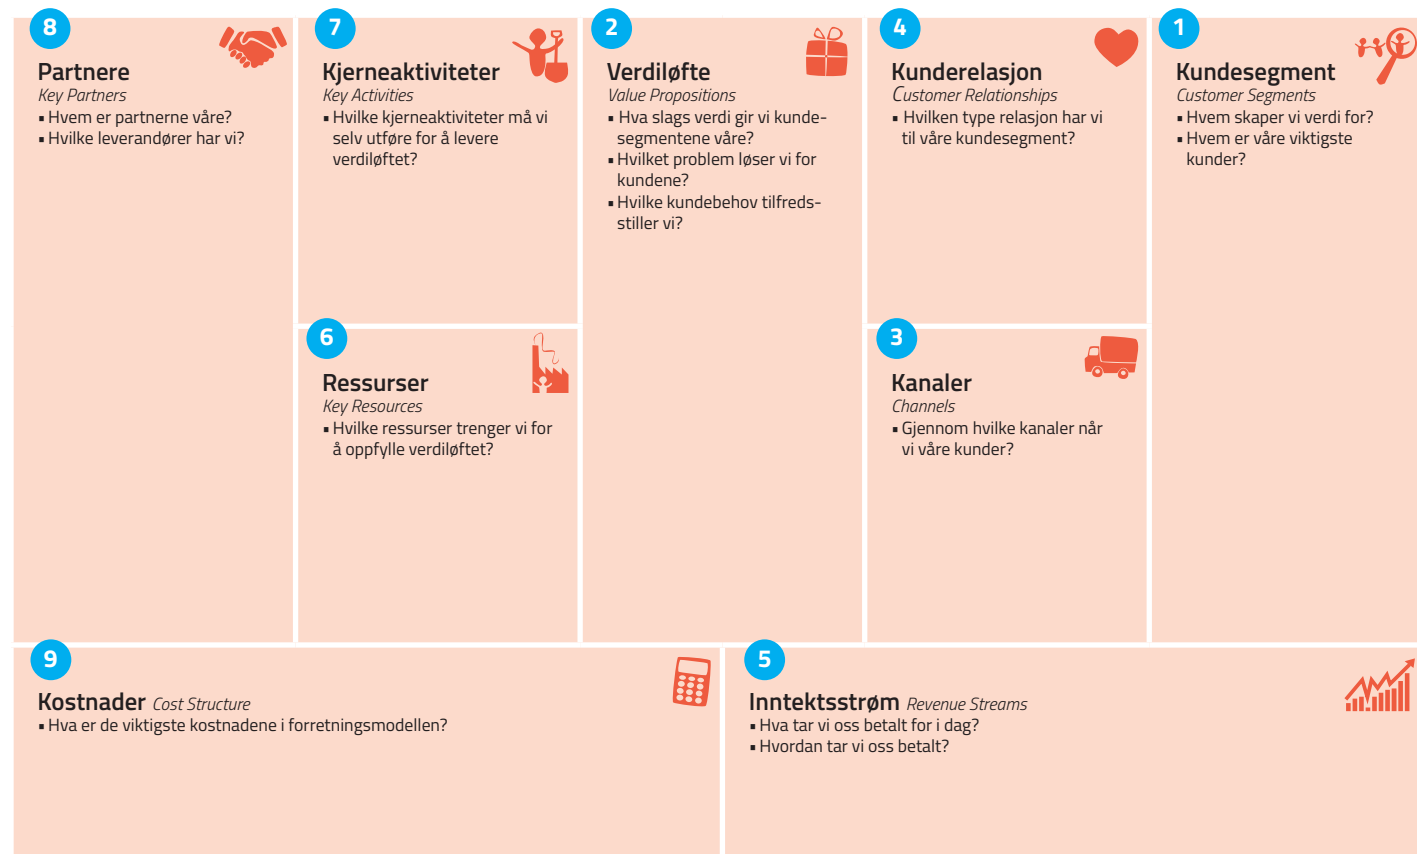 8
Partnere
Key Partners
▪ Hvem er partnerne våre?
▪ Hvilke leverandører har vi?
7
Kjerneaktiviteter
Key Activities
▪ Hvilke kjerneaktiviteter må vi
selv utføre for å levere
verdiløftet?
6
Ressurser
Key Resources
▪ Hvilke ressurser trenger vi for
å oppfylle verdiløftet?
2
Verdiløfte
Value Propositions
▪ Hva slags verdi gir vi kunde-
segmentene våre?
▪ Hvilket problem løser vi for
kundene?
▪ Hvilke kundebehov tilfreds-
stiller vi?
4
Kunderelasjon
Customer Relationships
▪ Hvilken type relasjon har vi
til våre kundesegment?
3
Kanaler
Channels
▪ Gjennom hvilke kanaler når
vi våre kunder?
1
Kundesegment
Customer Segments
▪ Hvem skaper vi verdi for?
▪ Hvem er våre viktigste
kunder?
9
Kostnader Cost Structure
▪ Hva er de viktigste kostnadene i forretningsmodellen?
5
Inntektsstrøm Revenue Streams
▪ Hva tar vi oss betalt for i dag?
▪ Hvordan tar vi oss betalt?